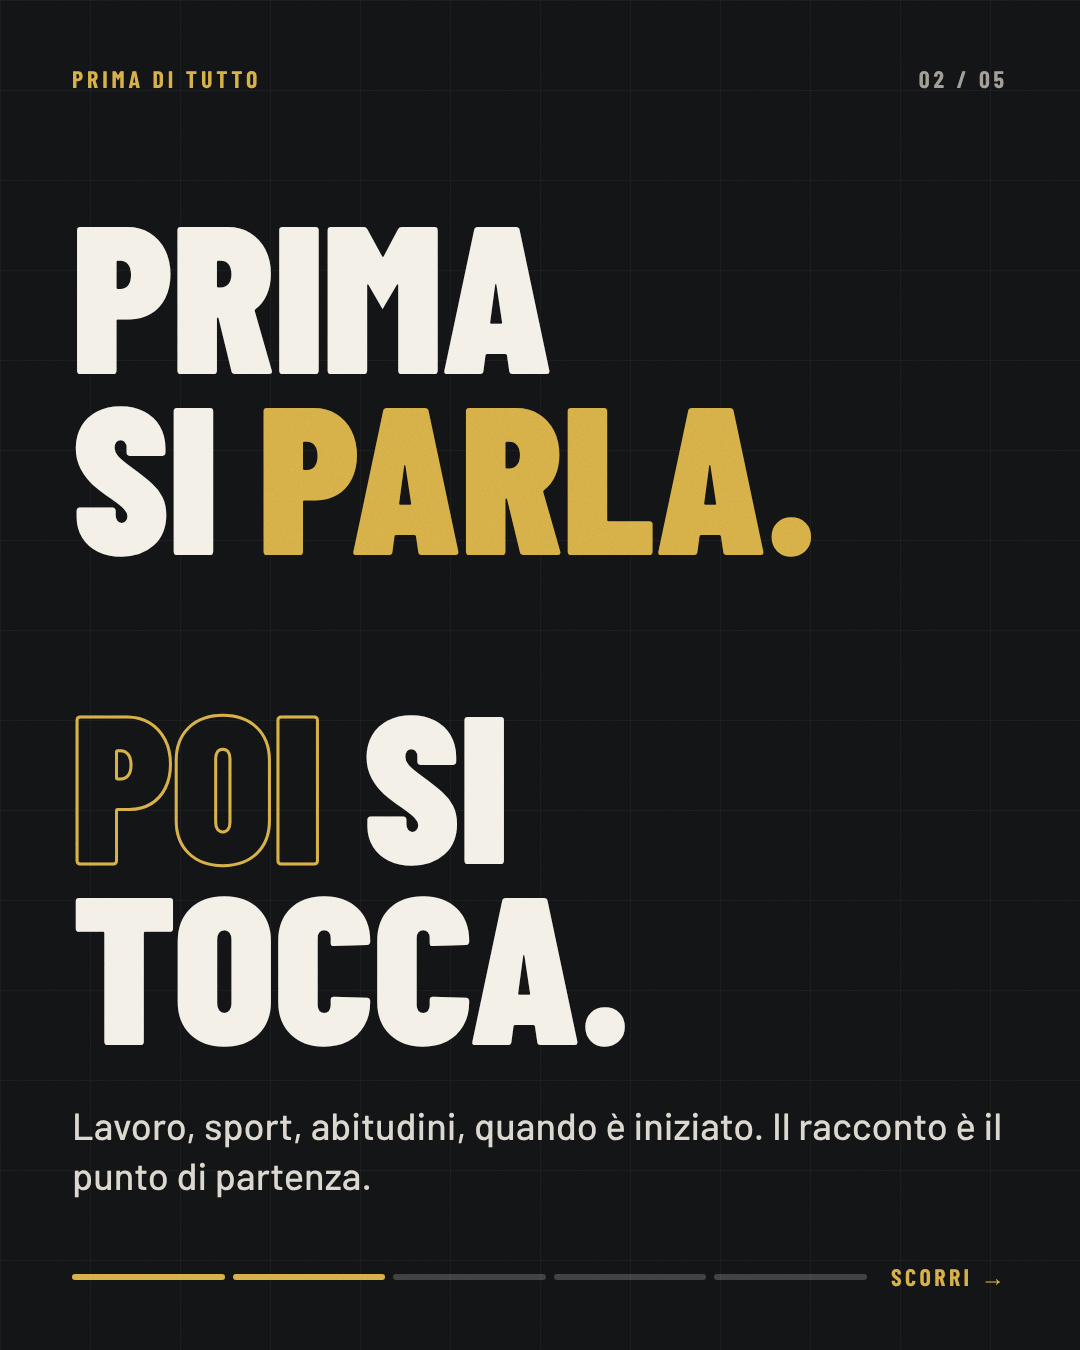 PRIMA DI TUTTO
02 / 05
PRIMA
SI PARLA.
POI SI
TOCCA.
Lavoro, sport, abitudini, quando è iniziato. Il racconto è il
punto di partenza.
SCORRI →